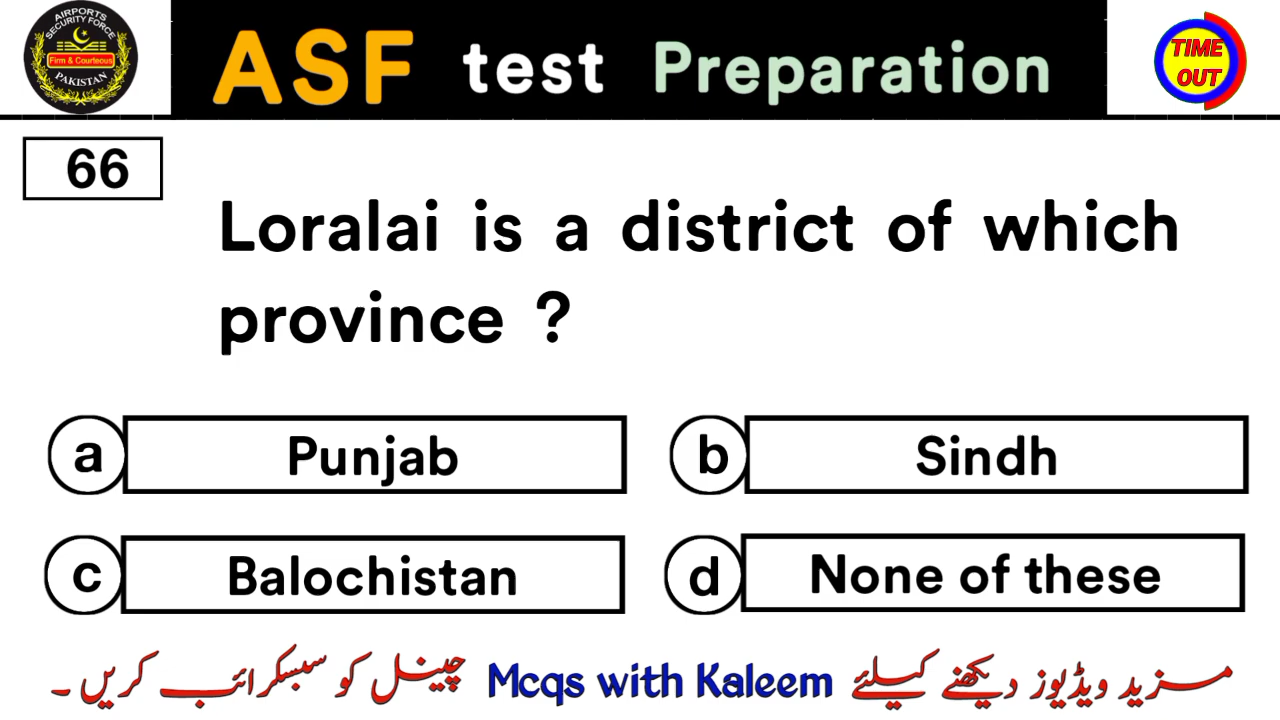 AIRPORTS
SECURITY FORCE
Firm & Courteous
PAKISTAN
ASF test Preparation
TIME
OUT
66
Loralai is a district of which
province ?
a Punjab
b Sindh
c Balochistan
d None of these
مزید ویڈیوز دیکھنے کیلئے Mcqs with Kaleem چینل کو سبسکرائب کریں ۔